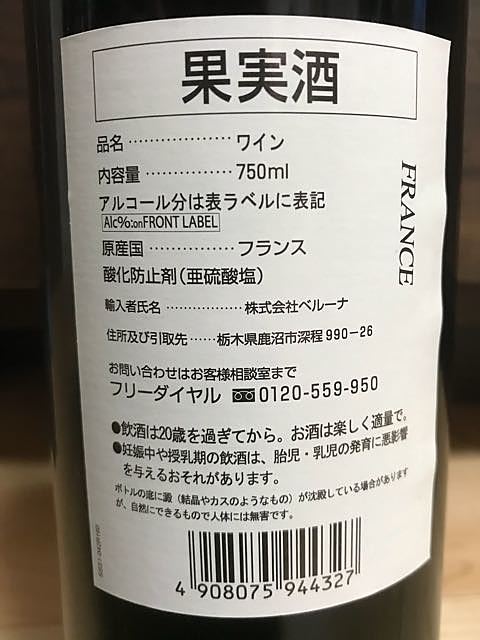 果実酒
品名 ··················· ワイン
内容量 ················ 750ml
アルコール分は表ラベルに表記
Alc%:onFRONT LABEL
原産国 ················ フランス
酸化防止剤（亜硫酸塩）
輸入者氏名 ················· 株式会社ベルーナ
住所及び引取先 ······ 栃木県鹿沼市深程990-26
お問い合わせはお客様相談室まで
フリーダイヤル 0120-559-950
●飲酒は20歳を過ぎてから。お酒は楽しく適量で。
●妊娠中や授乳期の飲酒は、胎児・乳児の発育に悪影響
を与えるおそれがあります。
ボトルの底に澱（結晶やカスのようなもの）が沈殿している場合があります
が、自然にできるもので人体には無害です。
4 908075 944327
FRANCE